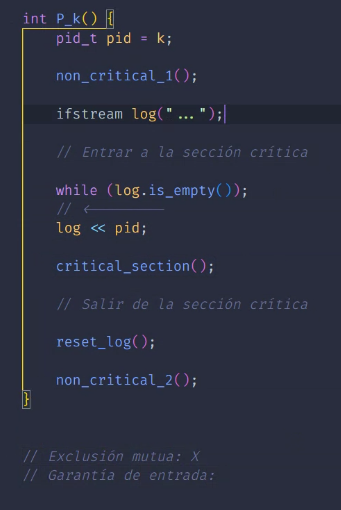 int P_k() {
pid_t pid = k;
non_critical_1();
ifstream log("...");
// Entrar a la sección crítica
while (log.is_empty());
// <————
log << pid;
critical_section();
// Salir de la sección crítica
reset_log();
non_critical_2();
}
// Exclusión mutua: X
// Garantía de entrada: